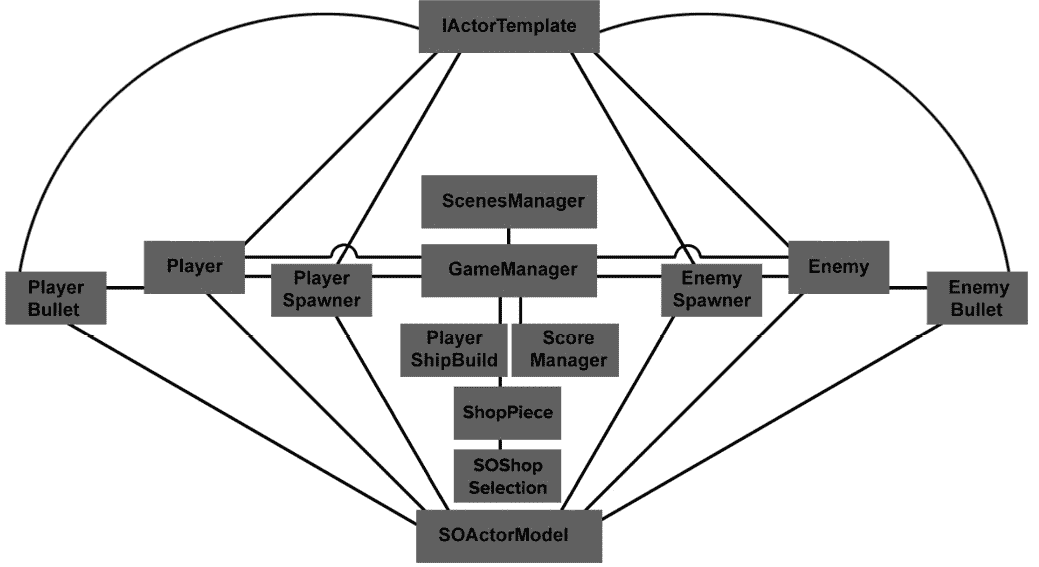 IActorTemplate
ScenesManager
Player
GameManager
Enemy
Player
Spawner
Enemy
Spawner
Player
Bullet
Enemy
Bullet
Player
ShipBuild
Score
Manager
ShopPiece
SOShop
Selection
SOActorModel